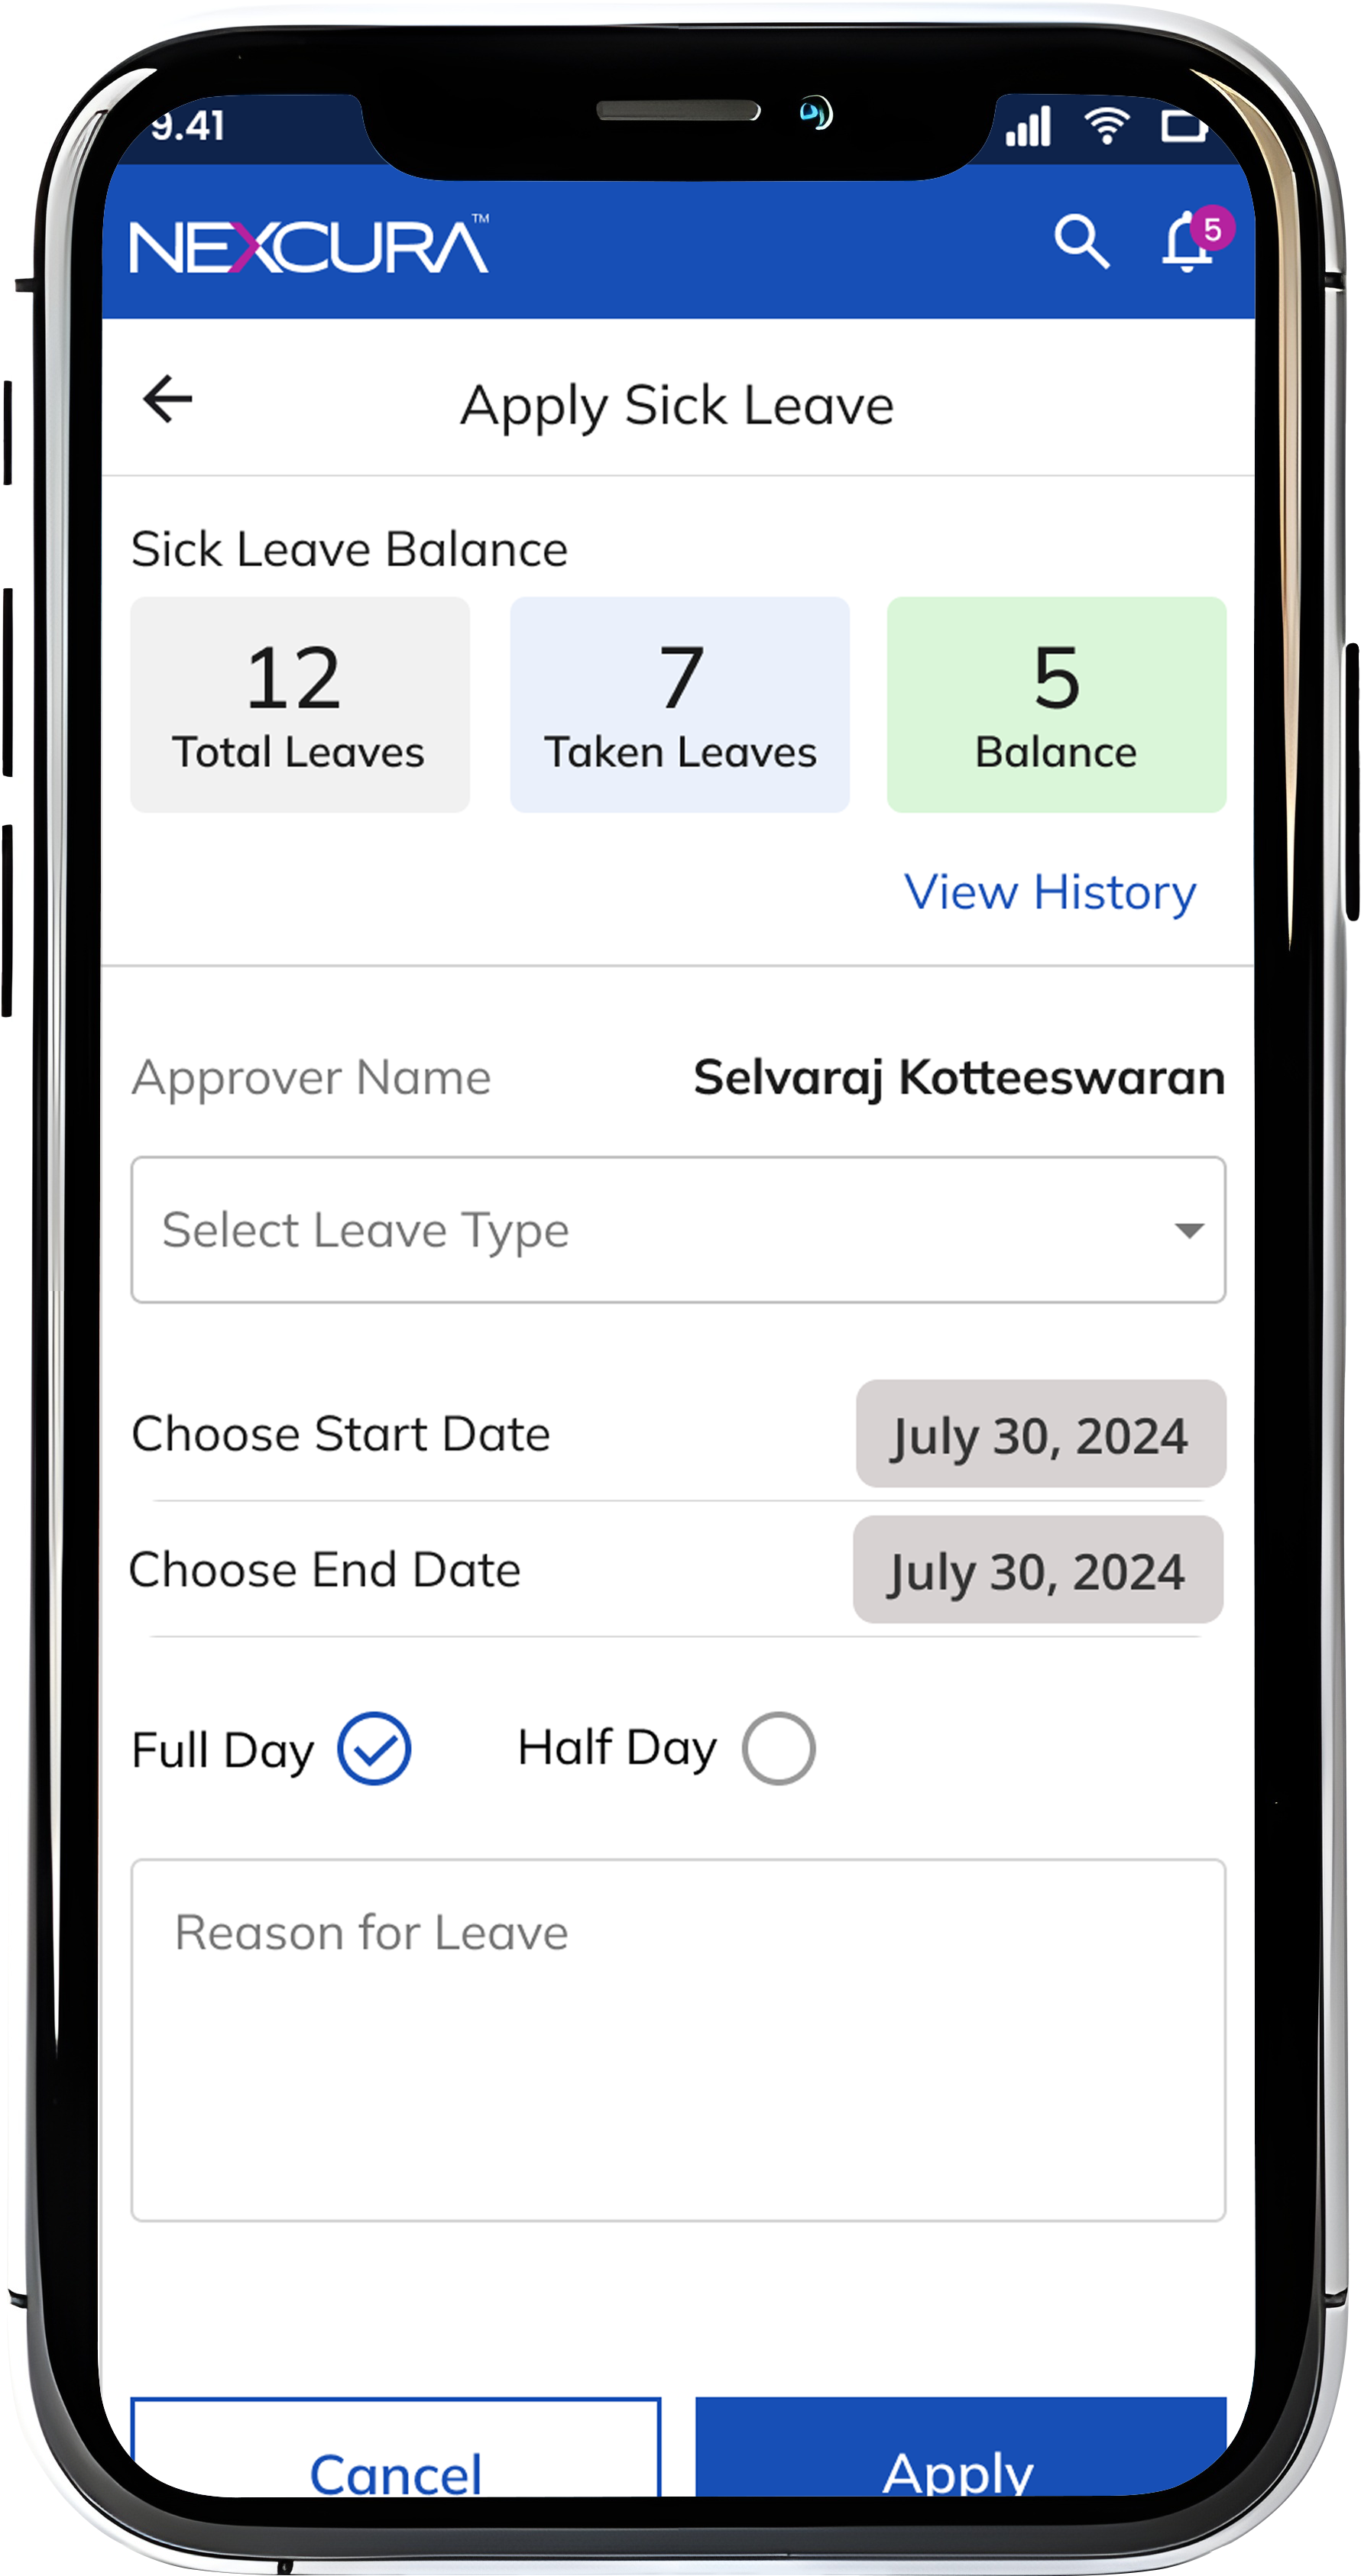 9.41
NEXCURA™
5
Apply Sick Leave
Sick Leave Balance
12
Total Leaves
7
Taken Leaves
5
Balance
View History
Approver Name
Selvaraj Kotteeswaran
Select Leave Type
Choose Start Date
July 30, 2024
Choose End Date
July 30, 2024
Full Day
Half Day
Reason for Leave
Cancel
Apply